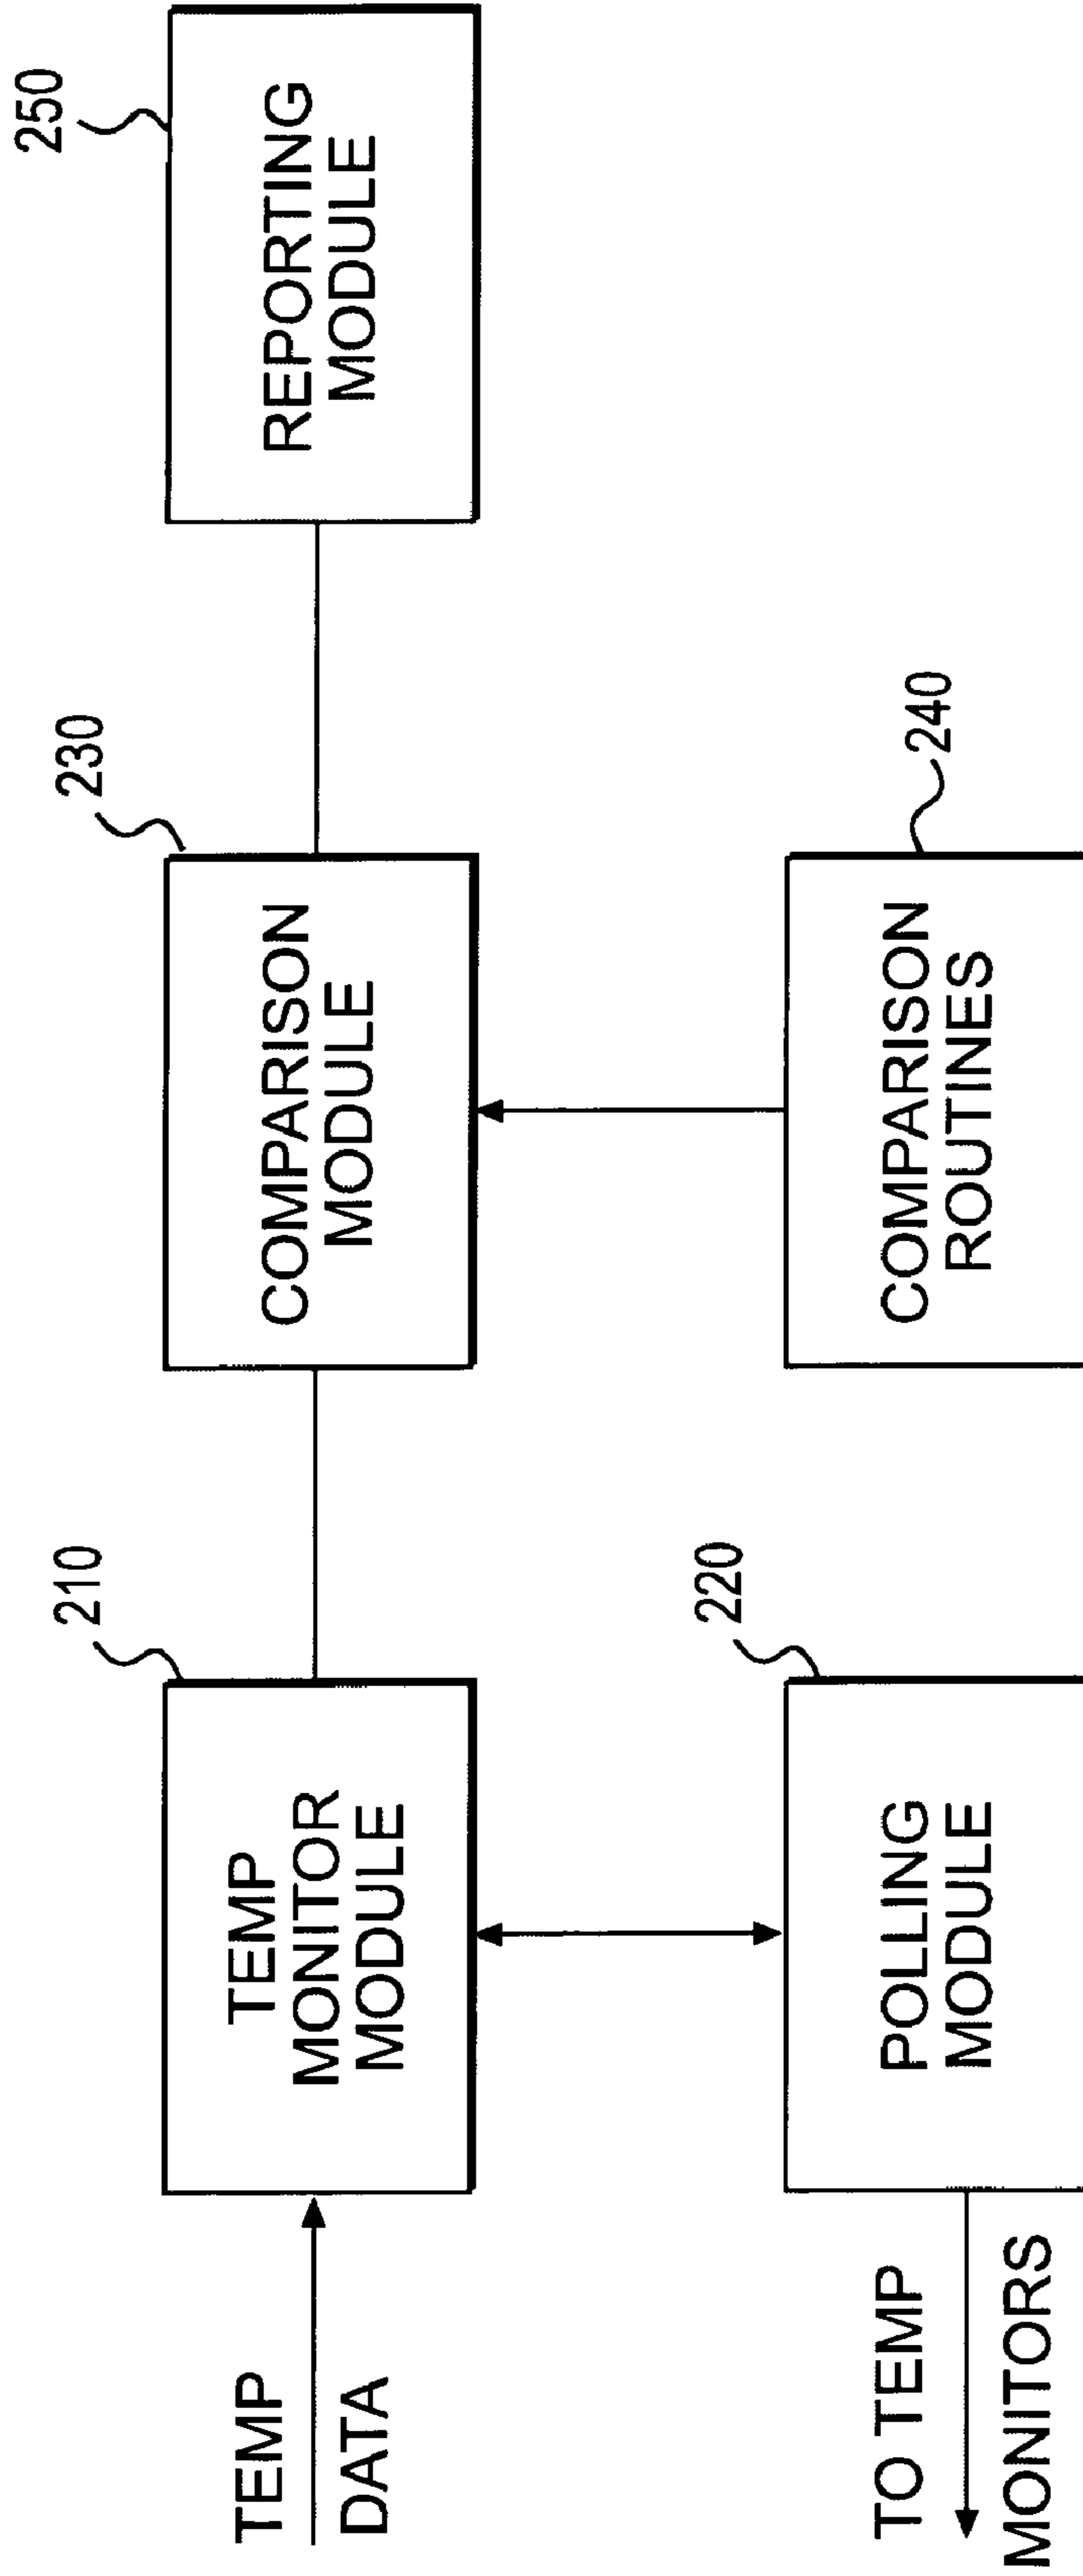 TEMP
DATA
210
TEMP
MONITOR
MODULE
230
COMPARISON
MODULE
250
REPORTING
MODULE
TO TEMP
MONITORS
220
POLLING
MODULE
240
COMPARISON
ROUTINES